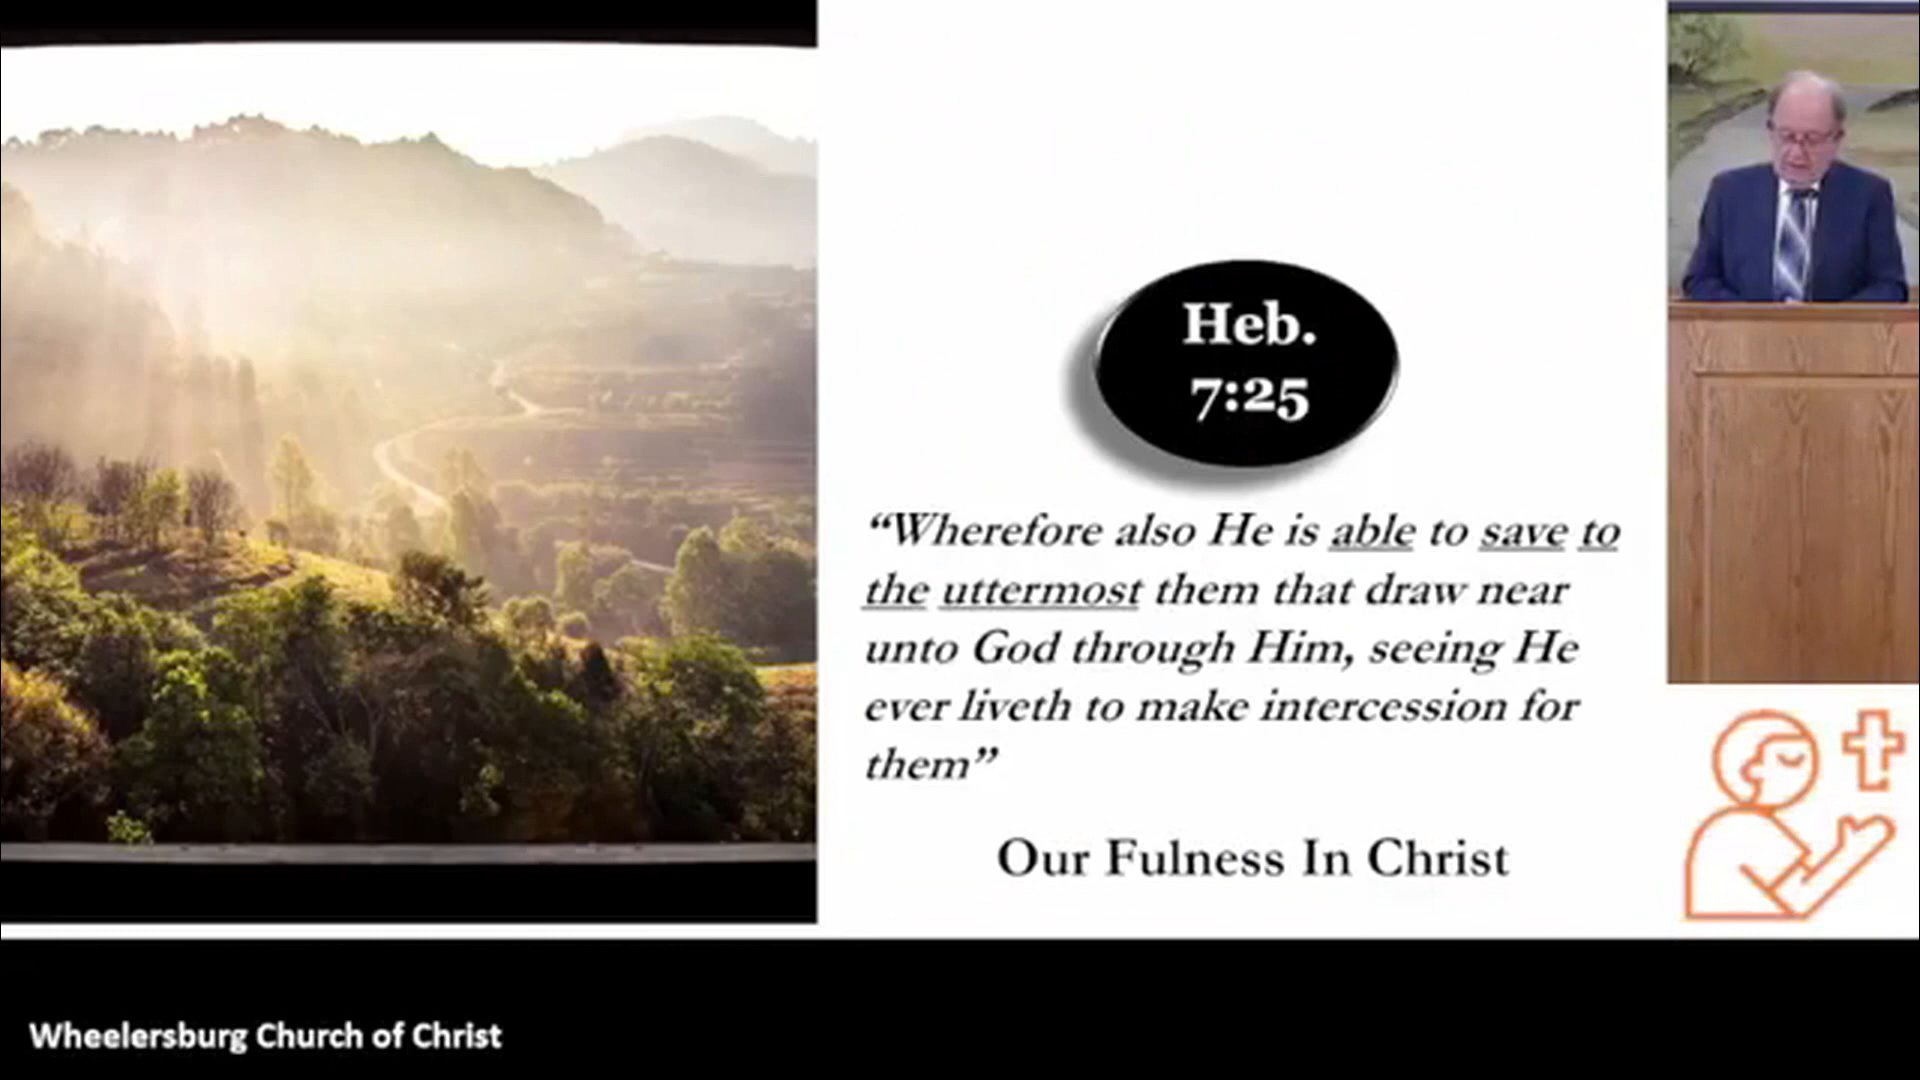 Heb.
7:25
“Wherefore also He is able to save to
the uttermost them that draw near
unto God through Him, seeing He
ever liveth to make intercession for
them”
Our Fulness In Christ
Wheelersburg Church of Christ